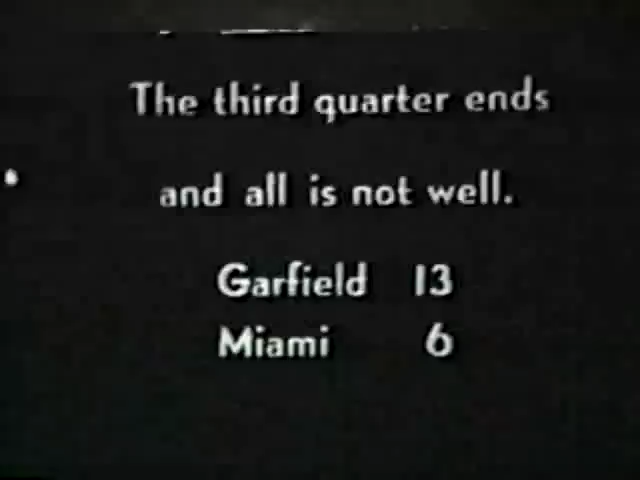 The third quarter ends
and all is not well.
Garfield 13
Miami 6